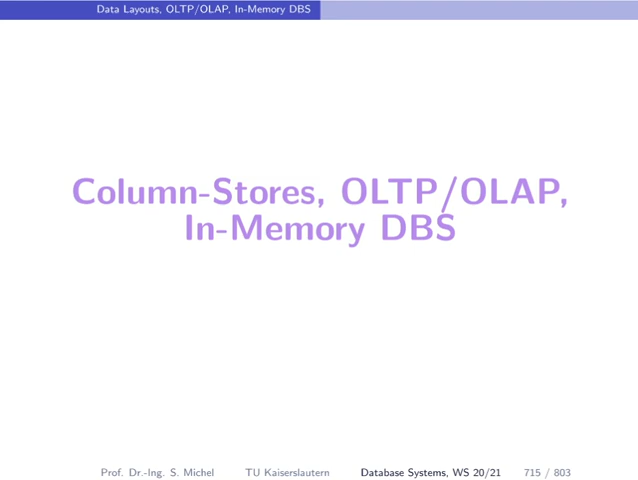 Data Layouts, OLTP/OLAP, In-Memory DBS
Column-Stores, OLTP/OLAP,
In-Memory DBS
Prof. Dr.-Ing. S. Michel TU Kaiserslautern Database Systems, WS 20/21 715 / 803